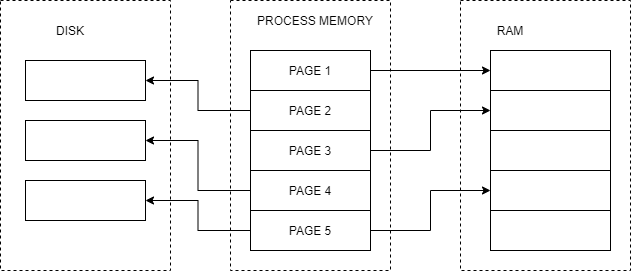 DISK
PROCESS MEMORY
RAM
PAGE 1
PAGE 2
PAGE 3
PAGE 4
PAGE 5